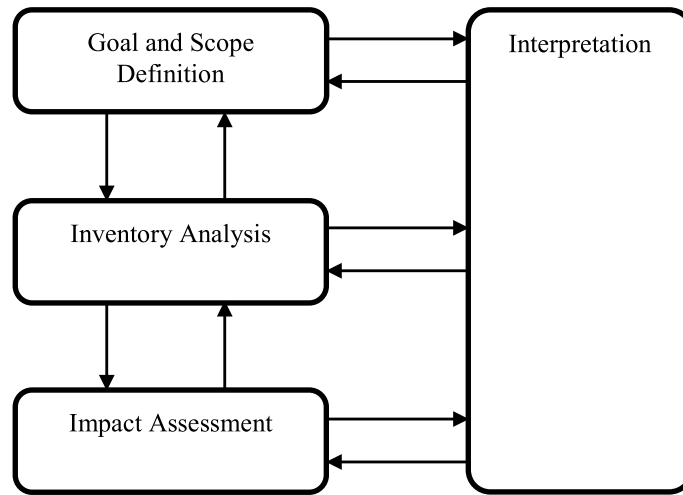 Goal and Scope
Definition
Interpretation
Inventory Analysis
Impact Assessment